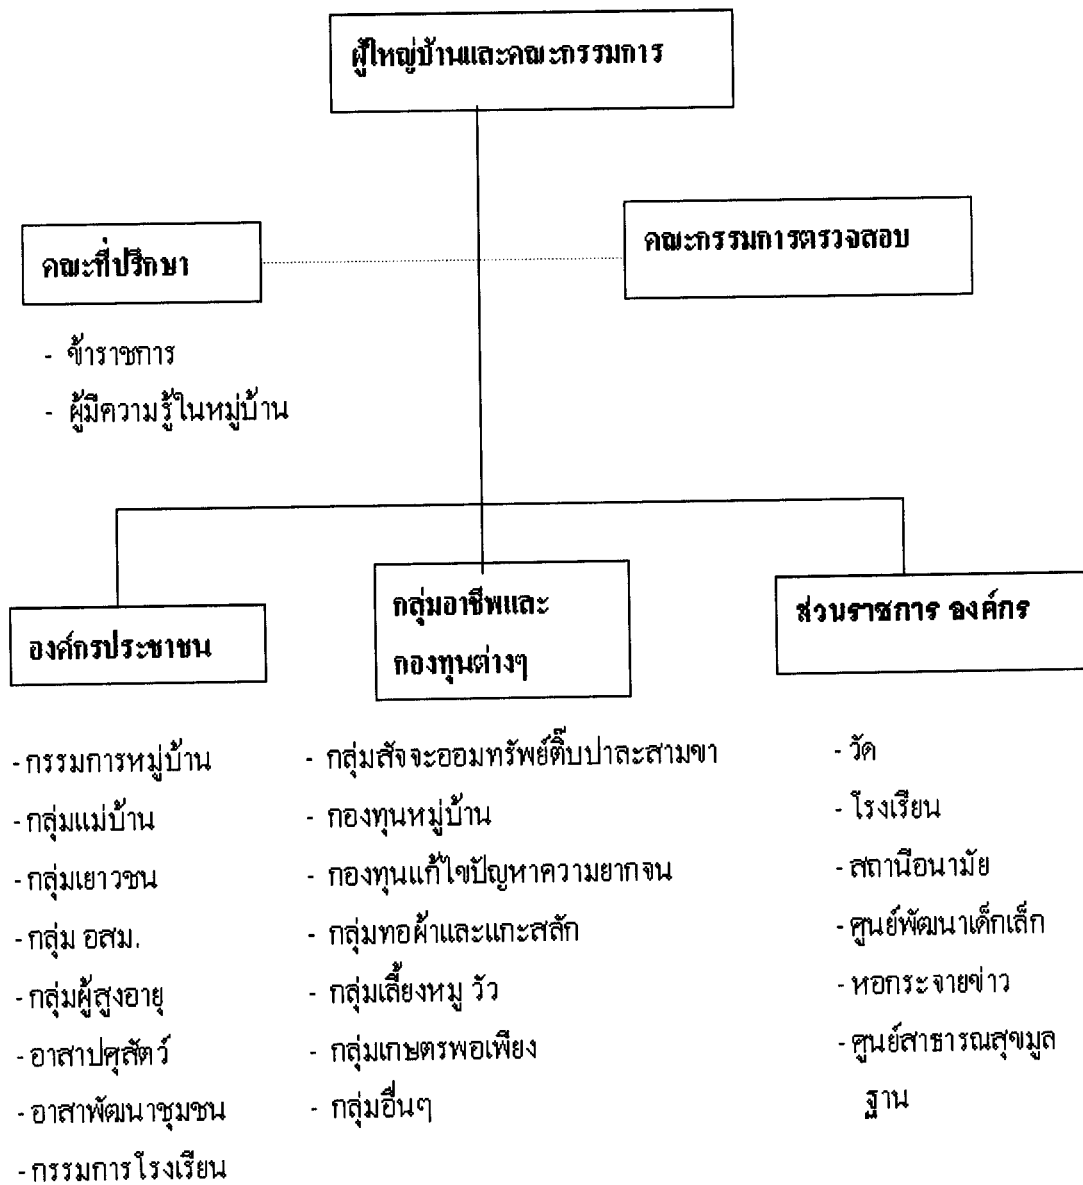 ผู้ใหญ่บ้านและคณะกรรมการ
คณะที่ปรึกษา
คณะกรรมการตรวจสอบ
- ข้าราชการ
- ผู้มีความรู้ในหมู่บ้าน
องค์กรประชาชน
กลุ่มอาชีพและ
กองทุนต่างๆ
ส่วนราชการ องค์กร
- กรรมการหมู่บ้าน
- กลุ่มแม่บ้าน
- กลุ่มเยาวชน
- กลุ่ม อสม.
- กลุ่มผู้สูงอายุ
- อาสาปศุสัตว์
- อาสาพัฒนาชุมชน
- กรรมการโรงเรียน
- กลุ่มสัจจะออมทรัพย์ติ๊บปาละสามขา
- กองทุนหมู่บ้าน
- กองทุนแก้ไขปัญหาความยากจน
- กลุ่มทอผ้าและแกะสลัก
- กลุ่มเลี้ยงหมู วัว
- กลุ่มเกษตรพอเพียง
- กลุ่มอื่นๆ
- วัด
- โรงเรียน
- สถานีอนามัย
- ศูนย์พัฒนาเด็กเล็ก
- หอกระจายข่าว
- ศูนย์สาธารณสุขมูล
ฐาน